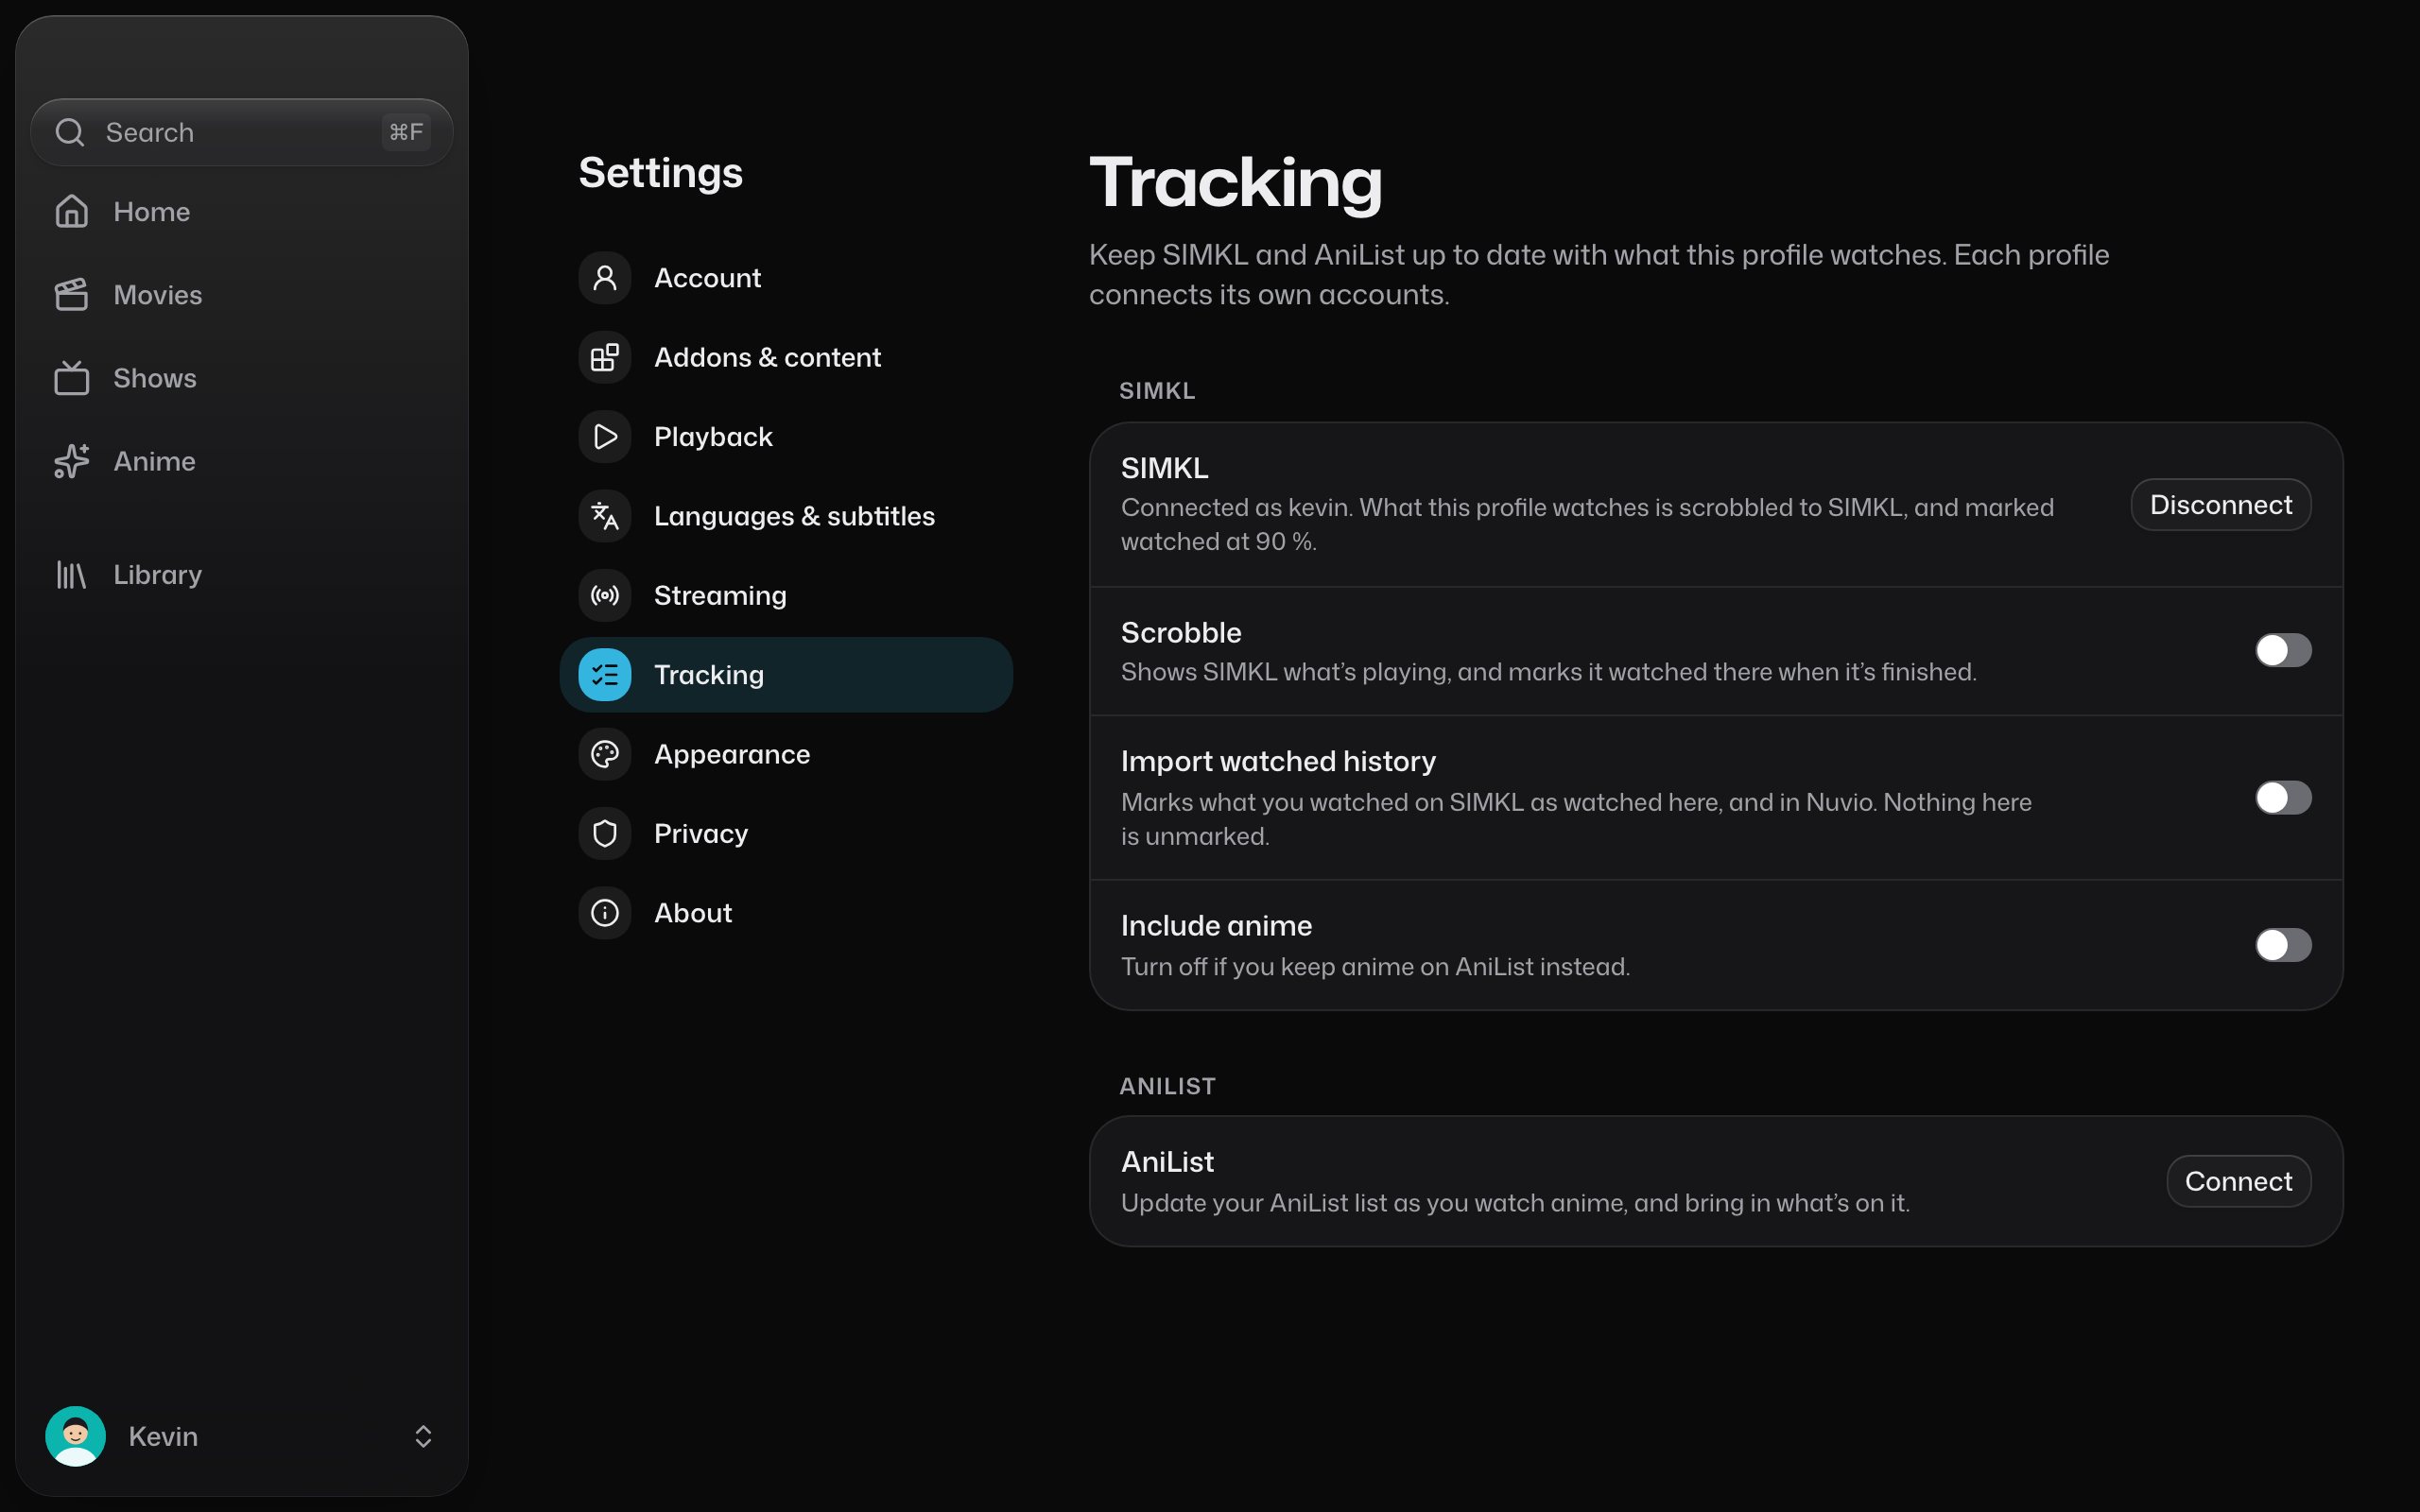 Search
⌘F
Home
Movies
Shows
Anime
Library
Kevin
Settings
Account
Addons & content
Playback
Languages & subtitles
Streaming
Tracking
Appearance
Privacy
About
Tracking
Keep SIMKL and AniList up to date with what this profile watches. Each profile
connects its own accounts.
SIMKL
SIMKL
Connected as kevin. What this profile watches is scrobbled to SIMKL, and marked
watched at 90 %.
Disconnect
Scrobble
Shows SIMKL what’s playing, and marks it watched there when it’s finished.
Import watched history
Marks what you watched on SIMKL as watched here, and in Nuvio. Nothing here
is unmarked.
Include anime
Turn off if you keep anime on AniList instead.
ANILIST
AniList
Update your AniList list as you watch anime, and bring in what’s on it.
Connect